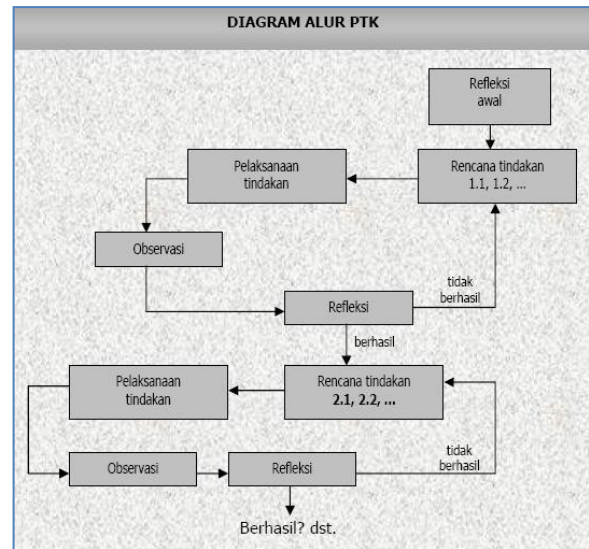 DIAGRAM ALUR PTK
Refleksi
awal
Rencana tindakan
1.1, 1.2, ...
Pelaksanaan
tindakan
Observasi
Refleksi
tidak
berhasil
berhasil
Rencana tindakan
2.1, 2.2, ...
Pelaksanaan
tindakan
Observasi
Refleksi
tidak
berhasil
Berhasil? dst.